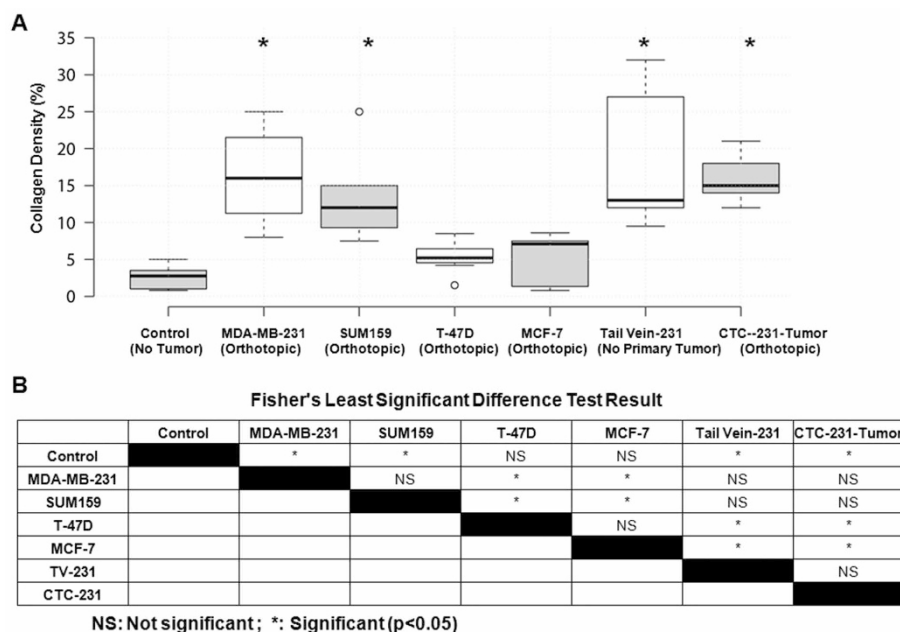 A
35
30
25
20
15
10
5
0
Collagen Density (%)
* * * *
Control MDA-MB-231 SUM159 T-47D MCF-7 Tail Vein-231 CTC--231-Tumor
(No Tumor) (Orthotopic) (Orthotopic) (Orthotopic) (Orthotopic) (No Primary Tumor) (Orthotopic)
B
Fisher's Least Significant Difference Test Result
Control MDA-MB-231 SUM159 T-47D MCF-7 Tail Vein-231 CTC-231-Tumor
Control * * NS NS * *
MDA-MB-231 NS * * NS NS
SUM159 * * NS NS
T-47D NS * *
MCF-7 * *
TV-231 NS
CTC-231
NS: Not significant ; *: Significant (p<0.05)